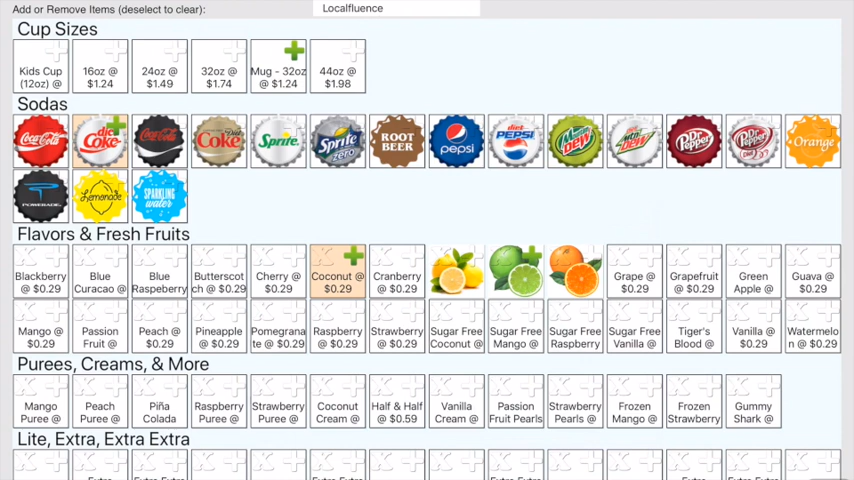 Add or Remove Items (deselect to clear):
Localfluence
Cup Sizes
Kids Cup (12oz) @
16oz @ $1.24
24oz @ $1.49
32oz @ $1.74
Mug - 32oz @ $1.24
44oz @ $1.98
Sodas
Coca-Cola
diet Coke
Coca-Cola
Diet Coke
Sprite
Sprite zero
ROOT BEER
pepsi
diet PEPSI
Mtn DEW
diet Mtn DEW
Dr Pepper
Dr Pepper DIET
Orange
POWERADE
Lemonade
SPARKLING water
Flavors & Fresh Fruits
Blackberry @ $0.29
Blue Curacao @
Blue Raspeberry
Butterscot ch @ $0.29
Cherry @ $0.29
Coconut @ $0.29
Cranberry @ $0.29
Grape @ $0.29
Grapefruit @ $0.29
Green Apple @
Guava @ $0.29
Mango @ $0.29
Passion Fruit @
Peach @ $0.29
Pineapple @ $0.29
Pomegrana te @ $0.29
Raspberry @ $0.29
Strawberry @ $0.29
Sugar Free Coconut @
Sugar Free Mango @
Sugar Free Raspberry
Sugar Free Vanilla @
Tiger's Blood @
Vanilla @ $0.29
Watermelo n @ $0.29
Purees, Creams, & More
Mango Puree @
Peach Puree @
Piña Colada
Raspberry Puree @
Strawberry Puree @
Coconut Cream @
Half & Half @ $0.59
Vanilla Cream @
Passion Fruit Pearls
Strawberry Pearls @
Frozen Mango @
Frozen Strawberry
Gummy Shark @
Lite, Extra, Extra Extra